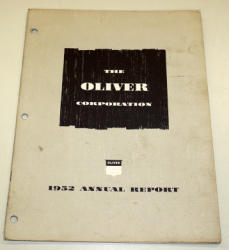 THE
OLIVER
CORPORATION
OLIVER
1952 ANNUAL REPORT